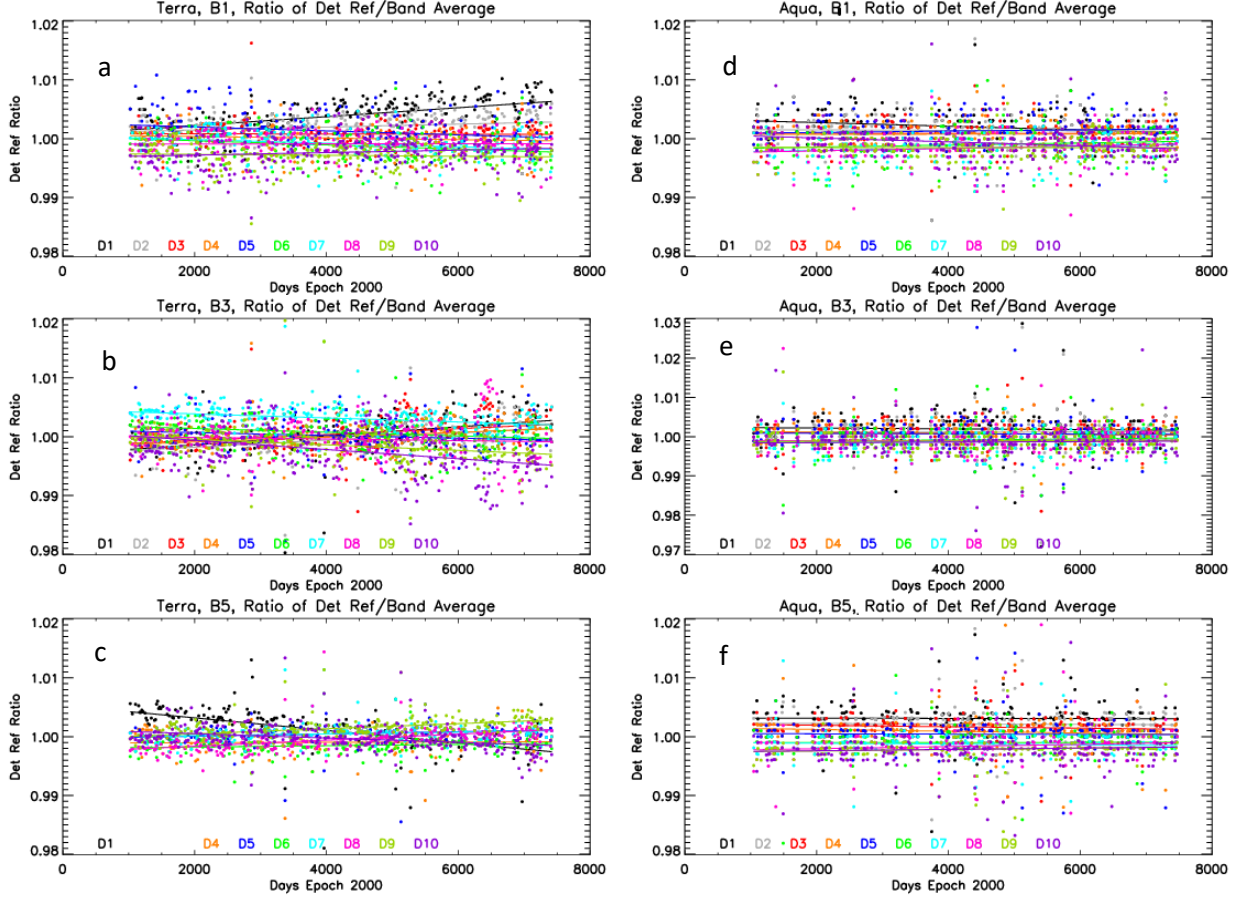 Terra, B1, Ratio of Det Ref/Band Average
a
Det Ref Ratio
1.02
1.01
1.00
0.99
0.98
D1 D2 D3 D4 D5 D6 D7 D8 D9 D10
0 2000 4000 6000 8000
Days Epoch 2000
Aqua, B1, Ratio of Det Ref/Band Average
d
Det Ref Ratio
1.02
1.01
1.00
0.99
0.98
D1 D2 D3 D4 D5 D6 D7 D8 D9 D10
0 2000 4000 6000 8000
Days Epoch 2000
Terra, B3, Ratio of Det Ref/Band Average
b
Det Ref Ratio
1.02
1.01
1.00
0.99
0.98
D1 D2 D3 D4 D5 D6 D7 D8 D9 D10
0 2000 4000 6000 8000
Days Epoch 2000
Aqua, B3, Ratio of Det Ref/Band Average
e
Det Ref Ratio
1.03
1.02
1.01
1.00
0.99
0.98
0.97
D1 D2 D3 D4 D5 D6 D7 D8 D9 D10
0 2000 4000 6000 8000
Days Epoch 2000
Terra, B5, Ratio of Det Ref/Band Average
c
Det Ref Ratio
1.02
1.01
1.00
0.99
0.98
D1 D4 D5 D6 D7 D8 D9 D10
0 2000 4000 6000 8000
Days Epoch 2000
Aqua, B5, Ratio of Det Ref/Band Average
f
Det Ref Ratio
1.02
1.01
1.00
0.99
0.98
D1 D2 D3 D4 D5 D6 D7 D8 D9 D10
0 2000 4000 6000 8000
Days Epoch 2000